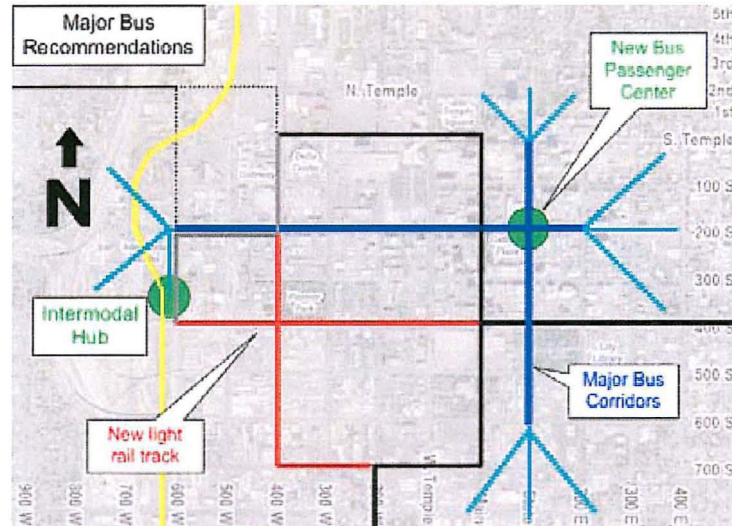 Major Bus
Recommendations
New Bus
Passenger
Center
5th
4th
3rd
2nd
1st
N. Temple
S. Temple
N
100 S
200 S
300 S
400 S
500 S
600 S
700 S
Intermodal
Hub
Major Bus
Corridors
New light
rail track
W. Temple
900 W
800 W
700 W
600 W
500 W
400 W
300 W
300 E
400 E